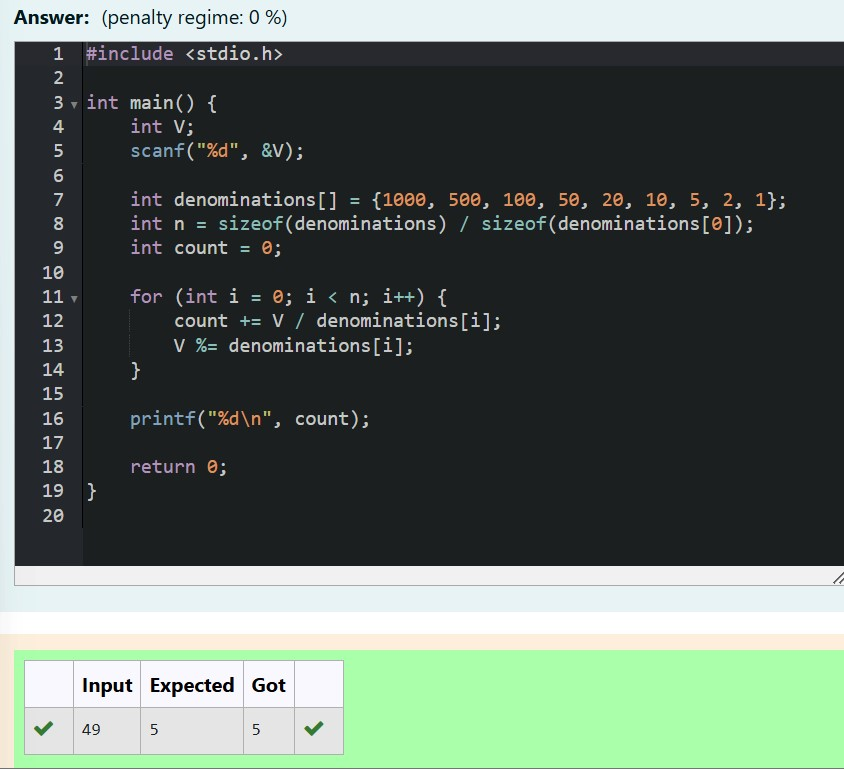 Answer: (penalty regime: 0 %)
1 #include <stdio.h>
2
3 int main() {
4     int V;
5     scanf("%d", &V);
6
7     int denominations[] = {1000, 500, 100, 50, 20, 10, 5, 2, 1};
8     int n = sizeof(denominations) / sizeof(denominations[0]);
9     int count = 0;
10
11     for (int i = 0; i < n; i++) {
12         count += V / denominations[i];
13         V %= denominations[i];
14     }
15
16     printf("%d\n", count);
17
18     return 0;
19 }
20
Input Expected Got
49 5 5